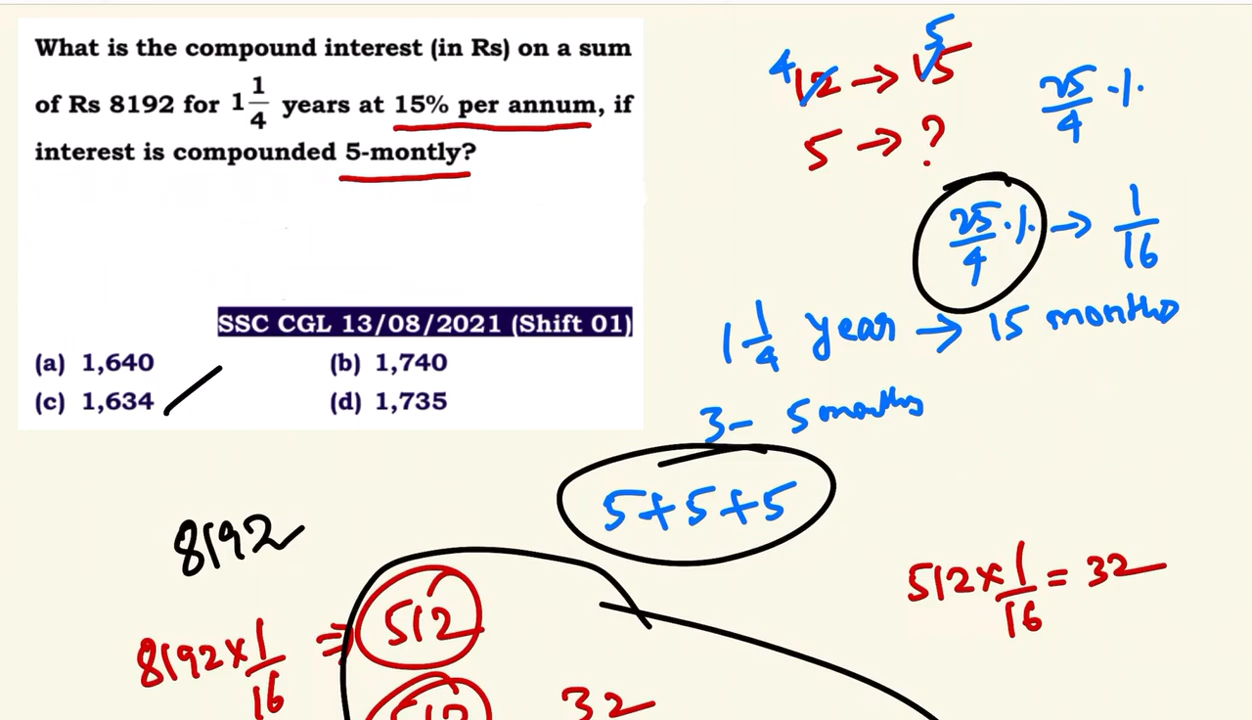 What is the compound interest (in Rs) on a sum
of Rs 8192 for 1 1/4 years at 15% per annum, if
interest is compounded 5-montly?
SSC CGL 13/08/2021 (Shift 01)
(a) 1,640 (b) 1,740
(c) 1,634 (d) 1,735
4 12 → 15 5
5 → ?
25/4 %
25/4 % → 1/16
1 1/4 year → 15 months
3 - 5 months
5+5+5
8192
8192 × 1/16 ⇒ 512
512 × 1/16 = 32
512 32